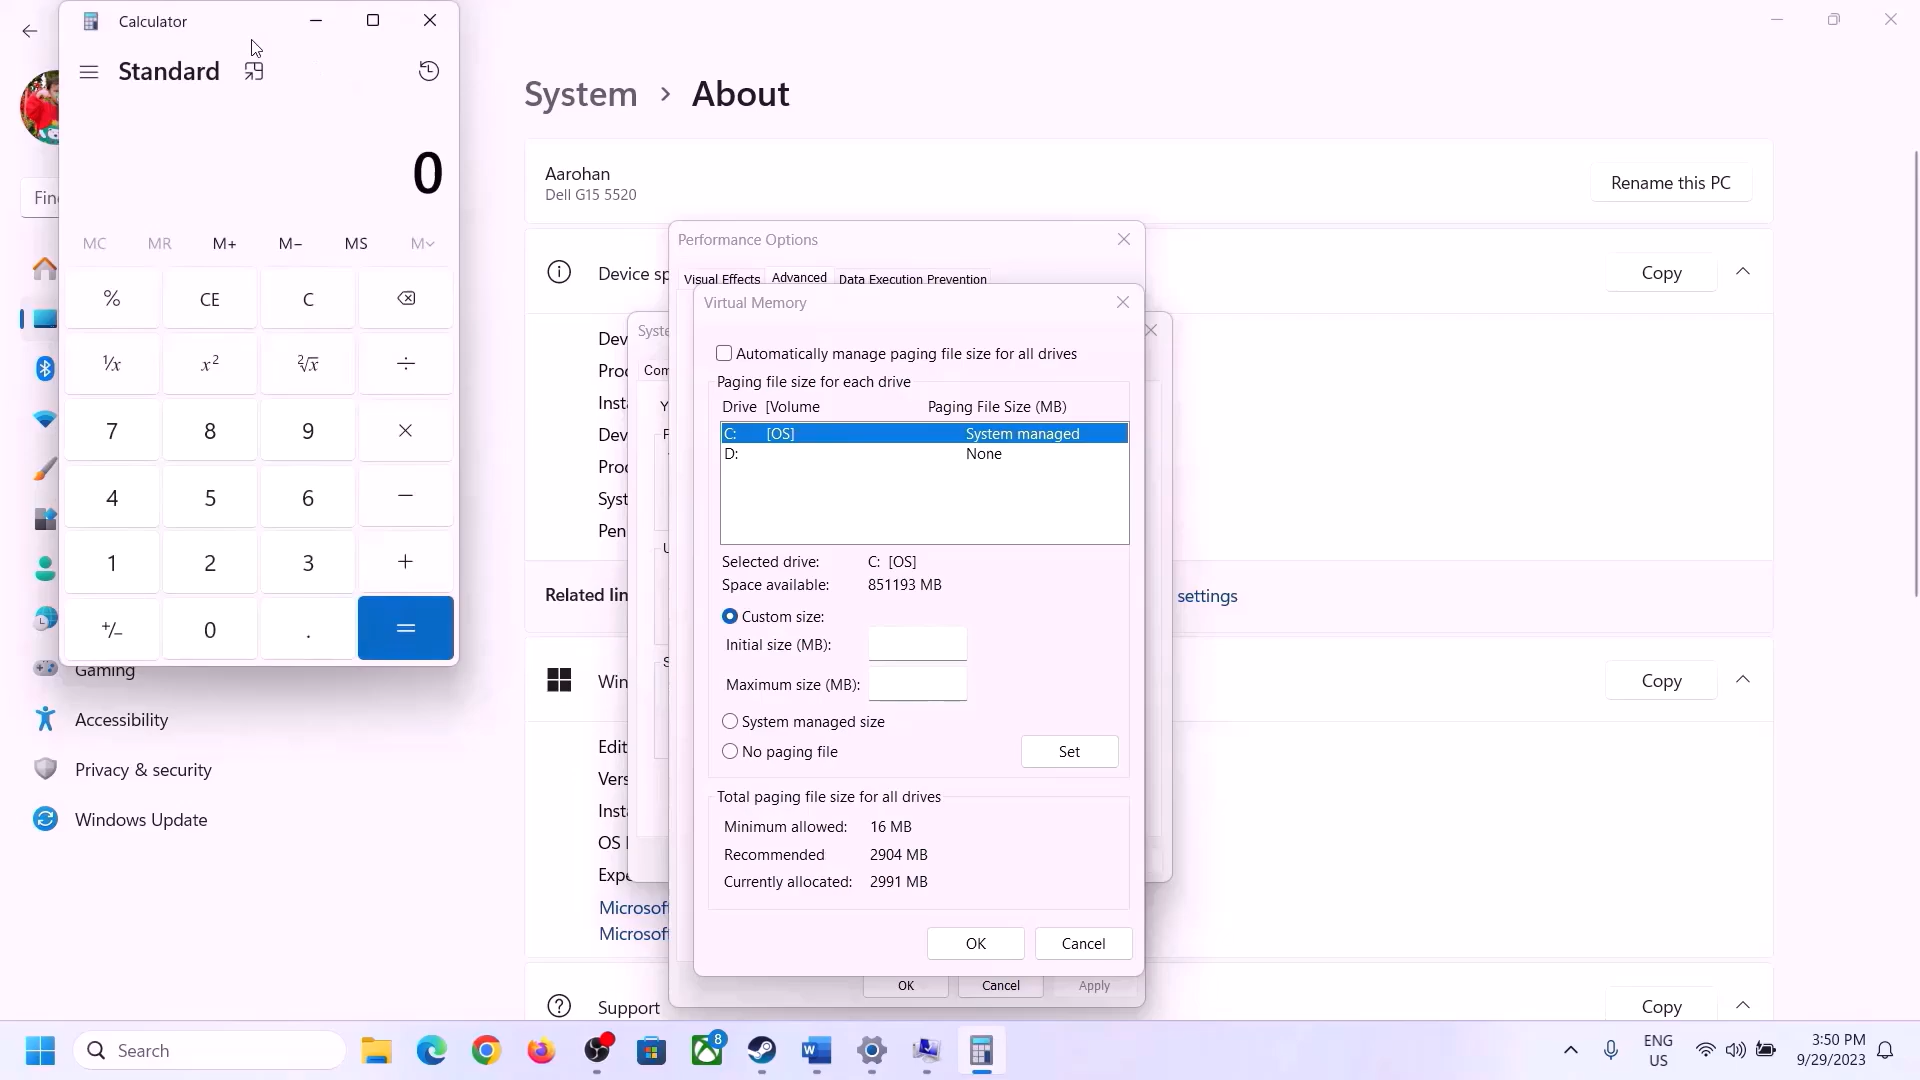 Calculator
Standard
0
MC MR M+ M− MS M
% CE C
¹/x x² ²√x ÷
7 8 9 ×
4 5 6 −
1 2 3 +
+/− 0 . =
Gaming
Accessibility
Privacy & security
Windows Update
System > About
Aarohan
Dell G15 5520
Rename this PC
Copy
Related
settings
Copy
Support
Copy
Performance Options
Visual Effects Advanced Data Execution Prevention
Virtual Memory
Automatically manage paging file size for all drives
Paging file size for each drive
Drive [Volume Paging File Size (MB)
C: [OS] System managed
D: None
Selected drive: C: [OS]
Space available: 851193 MB
Custom size:
Initial size (MB):
Maximum size (MB):
System managed size
No paging file
Set
Total paging file size for all drives
Minimum allowed: 16 MB
Recommended 2904 MB
Currently allocated: 2991 MB
OK Cancel
OK Cancel Apply
Search
8
ENG
US
3:50 PM
9/29/2023